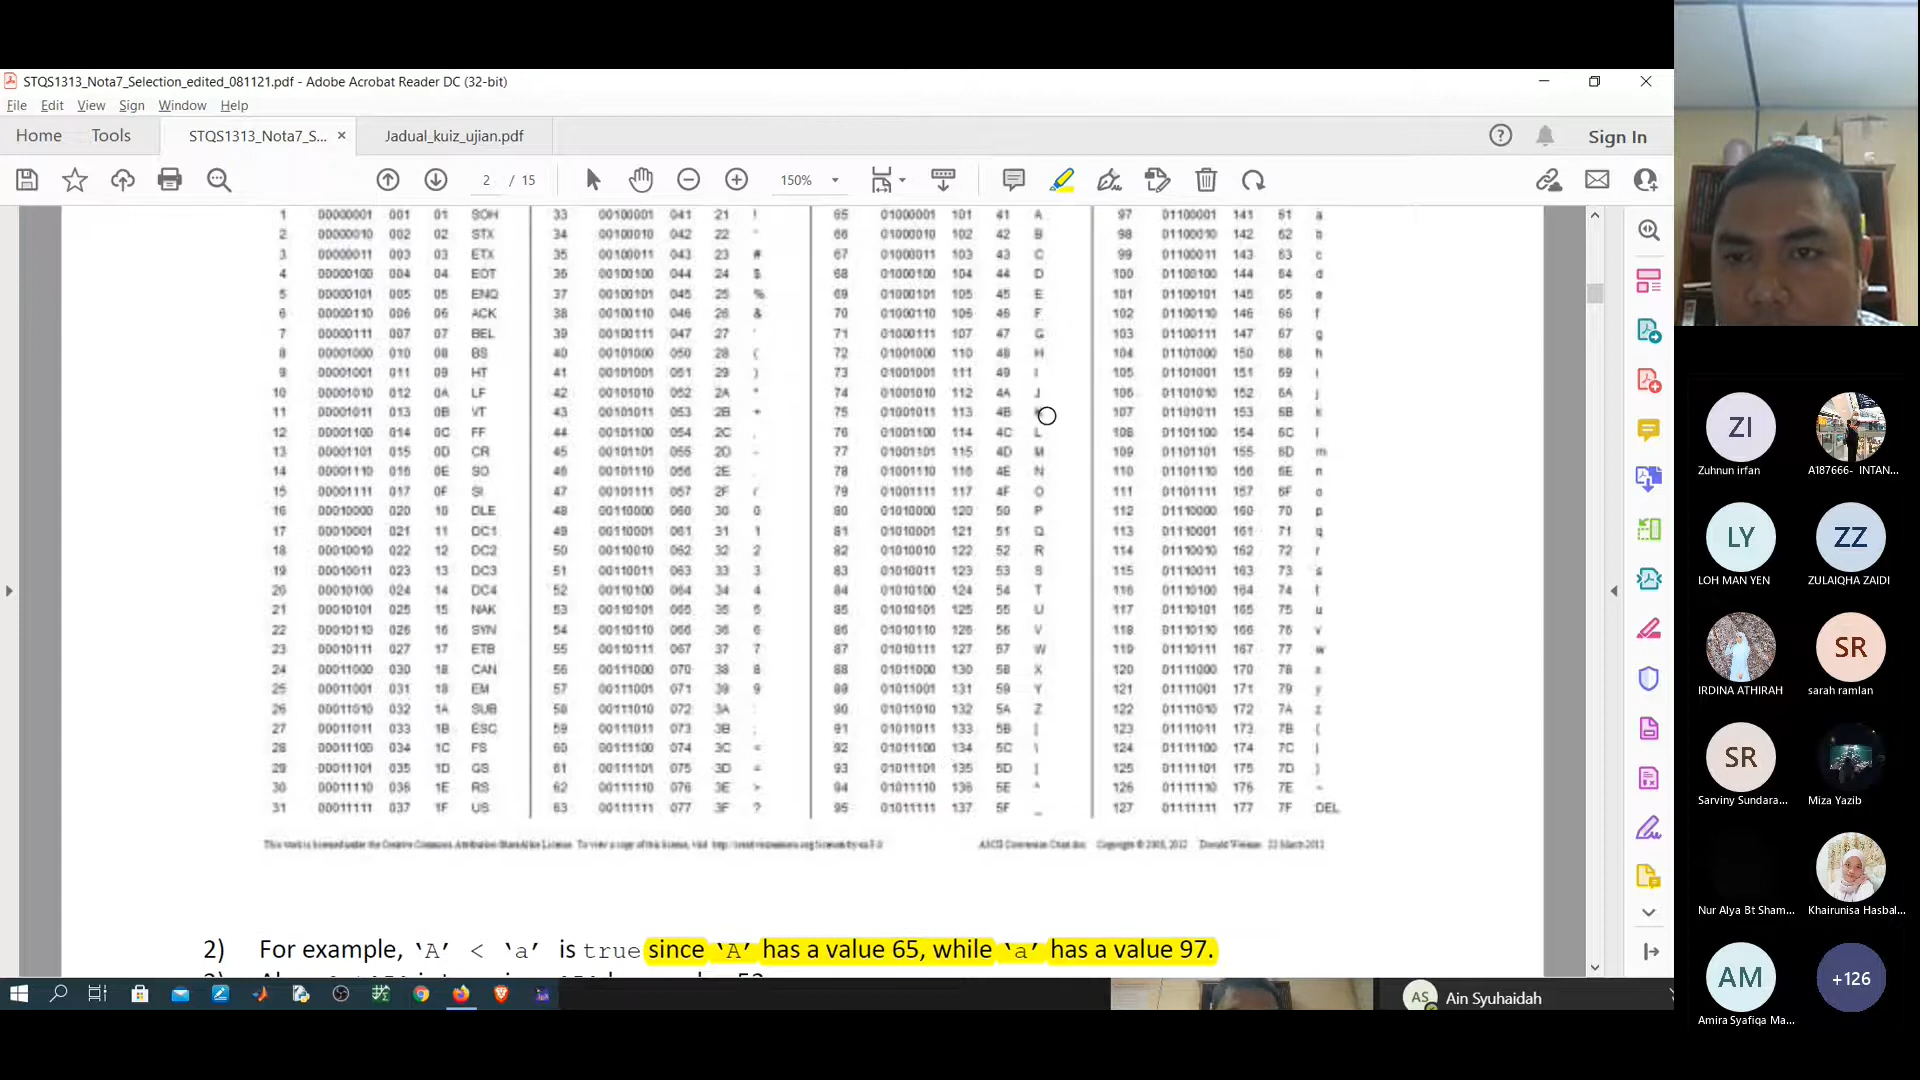 STQS1313_Nota7_Selection_edited_081121.pdf - Adobe Acrobat Reader DC (32-bit)
File Edit View Sign Window Help
Home Tools STQS1313_Nota7_S... × Jadual_kuiz_ujian.pdf Sign In
2 / 15 150%
1 00000001 001 01 SOH 33 00100001 041 21 ! 65 01000001 101 41 A 97 01100001 141 61 a
2 00000010 002 02 STX 34 00100010 042 22 " 66 01000010 102 42 B 98 01100010 142 62 b
3 00000011 003 03 ETX 35 00100011 043 23 # 67 01000011 103 43 C 99 01100011 143 63 c
4 00000100 004 04 EOT 36 00100100 044 24 $ 68 01000100 104 44 D 100 01100100 144 64 d
5 00000101 005 05 ENQ 37 00100101 045 25 % 69 01000101 105 45 E 101 01100101 145 65 e
6 00000110 006 06 ACK 38 00100110 046 26 & 70 01000110 106 46 F 102 01100110 146 66 f
7 00000111 007 07 BEL 39 00100111 047 27 ' 71 01000111 107 47 G 103 01100111 147 67 g
8 00001000 010 08 BS 40 00101000 050 28 ( 72 01001000 110 48 H 104 01101000 150 68 h
9 00001001 011 09 HT 41 00101001 051 29 ) 73 01001001 111 49 I 105 01101001 151 69 i
10 00001010 012 0A LF 42 00101010 052 2A * 74 01001010 112 4A J 106 01101010 152 6A j
11 00001011 013 0B VT 43 00101011 053 2B + 75 01001011 113 4B 107 01101011 153 6B k
12 00001100 014 0C FF 44 00101100 054 2C , 76 01001100 114 4C L 108 01101100 154 6C l
13 00001101 015 0D CR 45 00101101 055 2D - 77 01001101 115 4D M 109 01101101 155 6D m
14 00001110 016 0E SO 46 00101110 056 2E . 78 01001110 116 4E N 110 01101110 156 6E n
15 00001111 017 0F SI 47 00101111 057 2F / 79 01001111 117 4F O 111 01101111 157 6F o
16 00010000 020 10 DLE 48 00110000 060 30 0 80 01010000 120 50 P 112 01110000 160 70 p
17 00010001 021 11 DC1 49 00110001 061 31 1 81 01010001 121 51 Q 113 01110001 161 71 q
18 00010010 022 12 DC2 50 00110010 062 32 2 82 01010010 122 52 R 114 01110010 162 72 r
19 00010011 023 13 DC3 51 00110011 063 33 3 83 01010011 123 53 S 115 01110011 163 73 s
20 00010100 024 14 DC4 52 00110100 064 34 4 84 01010100 124 54 T 116 01110100 164 74 t
21 00010101 025 15 NAK 53 00110101 065 35 5 85 01010101 125 55 U 117 01110101 165 75 u
22 00010110 026 16 SYN 54 00110110 066 36 6 86 01010110 126 56 V 118 01110110 166 76 v
23 00010111 027 17 ETB 55 00110111 067 37 7 87 01010111 127 57 W 119 01110111 167 77 w
24 00011000 030 18 CAN 56 00111000 070 38 8 88 01011000 130 58 X 120 01111000 170 78 x
25 00011001 031 19 EM 57 00111001 071 39 9 89 01011001 131 59 Y 121 01111001 171 79 y
26 00011010 032 1A SUB 58 00111010 072 3A : 90 01011010 132 5A Z 122 01111010 172 7A z
27 00011011 033 1B ESC 59 00111011 073 3B ; 91 01011011 133 5B [ 123 01111011 173 7B {
28 00011100 034 1C FS 60 00111100 074 3C < 92 01011100 134 5C \ 124 01111100 174 7C |
29 00011101 035 1D GS 61 00111101 075 3D = 93 01011101 135 5D ] 125 01111101 175 7D }
30 00011110 036 1E RS 62 00111110 076 3E > 94 01011110 136 5E ^ 126 01111110 176 7E ~
31 00011111 037 1F US 63 00111111 077 3F ? 95 01011111 137 5F _ 127 01111111 177 7F DEL
This work is licensed under the Creative Commons Attribution-ShareAlike License. To view a copy of this license, visit ASCII Conversion Chart.doc Copyright © 2008, 2012 22 March 2012
2) For example, ‘A’ < ‘a’ is true since ‘A’ has a value 65, while ‘a’ has a value 97.
AS Ain Syuhaidah
ZI
Zuhnun irfan A187666- INTAN...
LY ZZ
LOH MAN YEN ZULAIQHA ZAIDI
SR
IRDINA ATHIRAH sarah ramlan
SR
Sarviny Sundara... Miza Yazib
Nur Alya Bt Sham... Khairunisa Hasbal...
AM +126
Amira Syafiqa Ma...